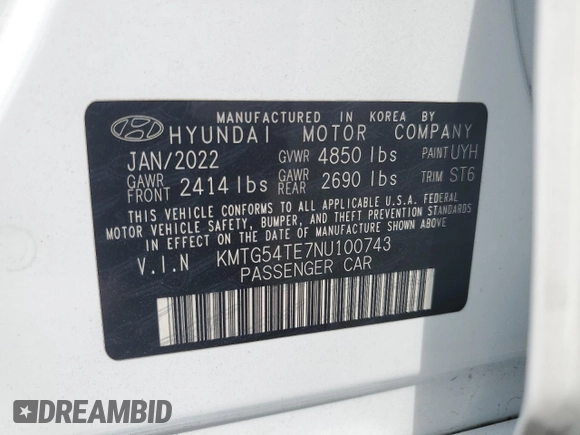 MANUFACTURED IN KOREA BY
HYUNDAI MOTOR COMPANY
JAN/2022 GVWR 4850 lbs PAINT UYH
GAWR FRONT 2414 lbs GAWR REAR 2690 lbs TRIM ST6
THIS VEHICLE CONFORMS TO ALL APPLICABLE U.S.A. FEDERAL
MOTOR VEHICLE SAFETY, BUMPER, AND THEFT PREVENTION STANDARDS
IN EFFECT ON THE DATE OF MANUFACTURE SHOWN ABOVE.
V.I.N KMTG54TE7NU100743
PASSENGER CAR
DREAMBID